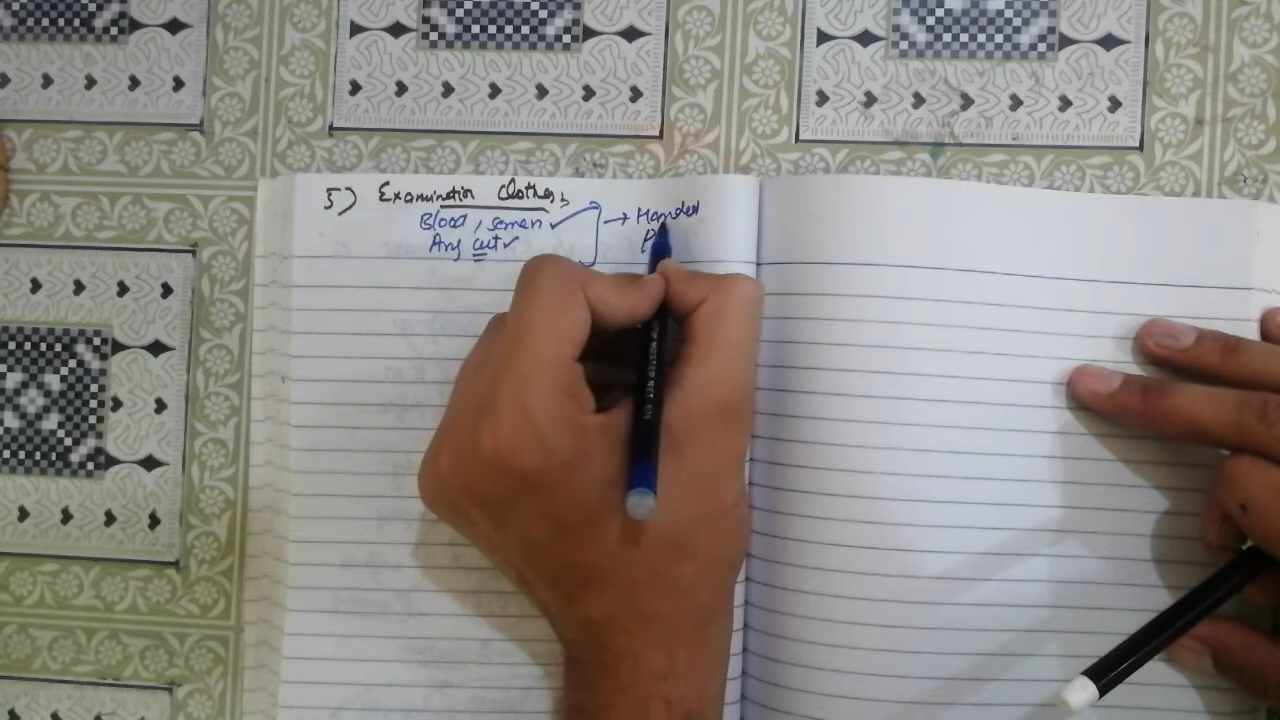 5) Examination Clothes
Blood, semen ✓ → Handed
Any cut ✓ P